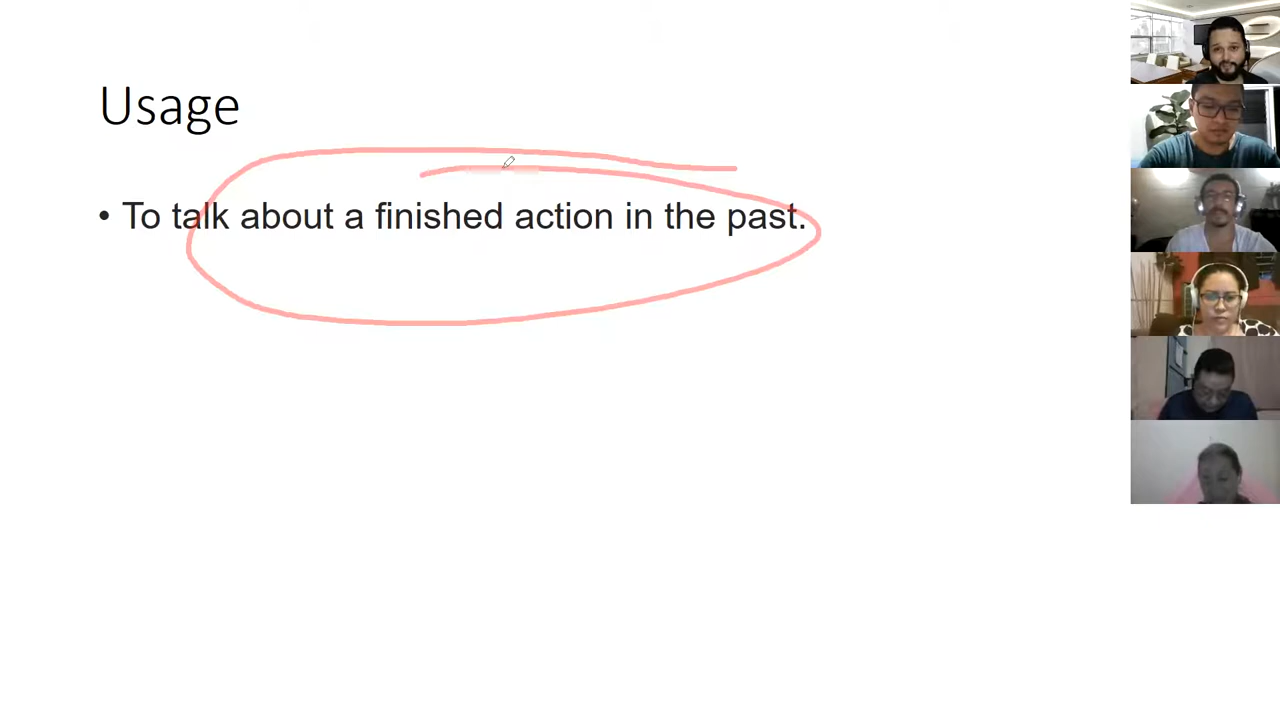 Usage
• To talk about a finished action in the past.